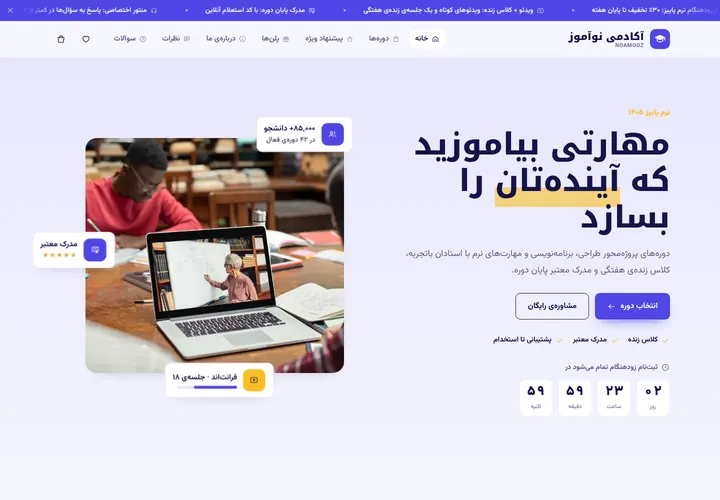 زودهنگام ترم پاییز: ۳۰٪ تخفیف تا پایان هفته
ویدئو + کلاس زنده: ویدئوهای کوتاه و یک جلسه‌ی زنده‌ی هفتگی
مدرک پایان دوره: با کد استعلام آنلاین
منتور اختصاصی: پاسخ به سؤال‌ها در کمتر از
آکادمی نوآموز
NOAMOOZ
خانه
دوره‌ها
پیشنهاد ویژه
پلن‌ها
درباره‌ی ما
نظرات
سوالات
ترم پاییز ۱۴۰۵
مهارتی بیاموزید
که آینده‌تان را
بسازد
دوره‌های پروژه‌محور طراحی، برنامه‌نویسی و مهارت‌های نرم با استادان باتجربه،
کلاس زنده‌ی هفتگی و مدرک معتبر پایان دوره.
انتخاب دوره
مشاوره‌ی رایگان
کلاس زنده
مدرک معتبر
پشتیبانی تا استخدام
ثبت‌نام زودهنگام تمام می‌شود در
۰۲
روز
۲۳
ساعت
۵۹
دقیقه
۵۹
ثانیه
۸۵,۰۰۰+ دانشجو
در ۴۲ دوره‌ی فعال
مدرک معتبر
فرانت‌اند · جلسه‌ی ۱۸